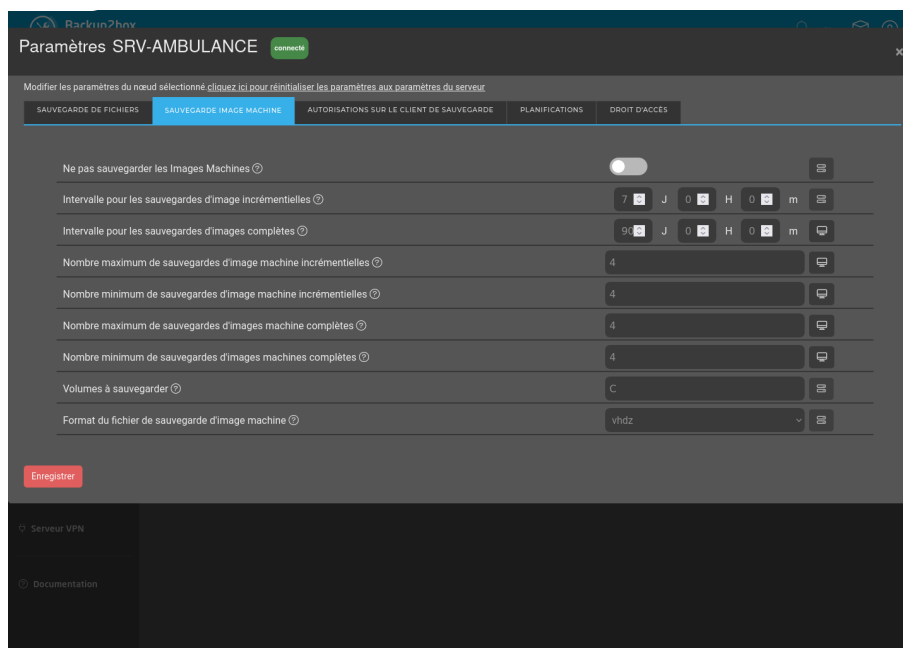 Backup2box
Paramètres SRV-AMBULANCE connecté
×
Modifier les paramètres du nœud sélectionné.cliquez ici pour réinitialiser les paramètres aux paramètres du serveur
SAUVEGARDE DE FICHIERS SAUVEGARDE IMAGE MACHINE AUTORISATIONS SUR LE CLIENT DE SAUVEGARDE PLANIFICATIONS DROIT D'ACCÈS
Ne pas sauvegarder les Images Machines ?
Intervalle pour les sauvegardes d'image incrémentielles ? 7 J 0 H 0 m
Intervalle pour les sauvegardes d'images complètes ? 90 J 0 H 0 m
Nombre maximum de sauvegardes d'image machine incrémentielles ? 4
Nombre minimum de sauvegardes d'image machine incrémentielles ? 4
Nombre maximum de sauvegardes d'images machine complètes ? 4
Nombre minimum de sauvegardes d'images machines complètes ? 4
Volumes à sauvegarder ? C
Format du fichier de sauvegarde d'image machine ? vhdz
Enregistrer
Serveur VPN
? Documentation